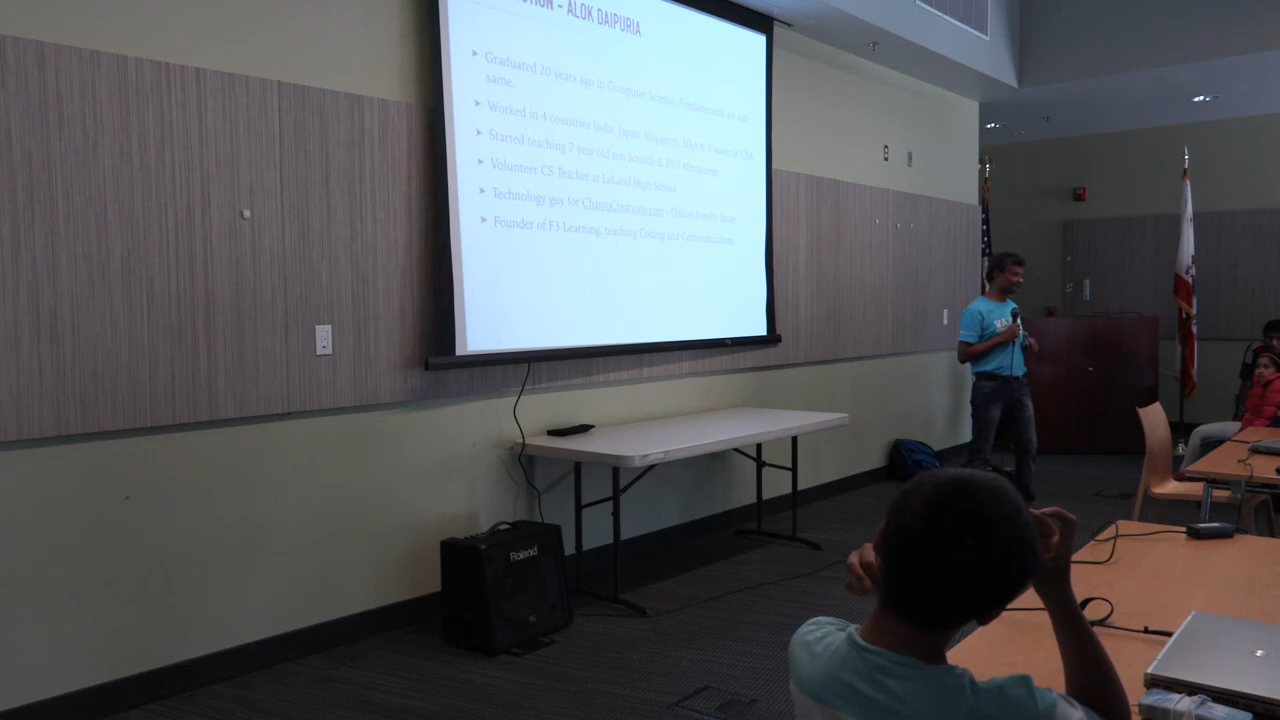 - ALOK DAIPURIA
Graduated 20 years ago in Computer Science. Fundamentals are still
same.
Worked in 4 countries India, Japan, Singapore, USA & 6 states in USA
Started teaching 7 year old son Scratch & EV3 Mindstorm
Volunteer CS Teacher at LeLand High School
Technology guy for ChaiyoCreations.com - Online Jewelry Store
Founder of F3 Learning, teaching Coding and Communications
Roland